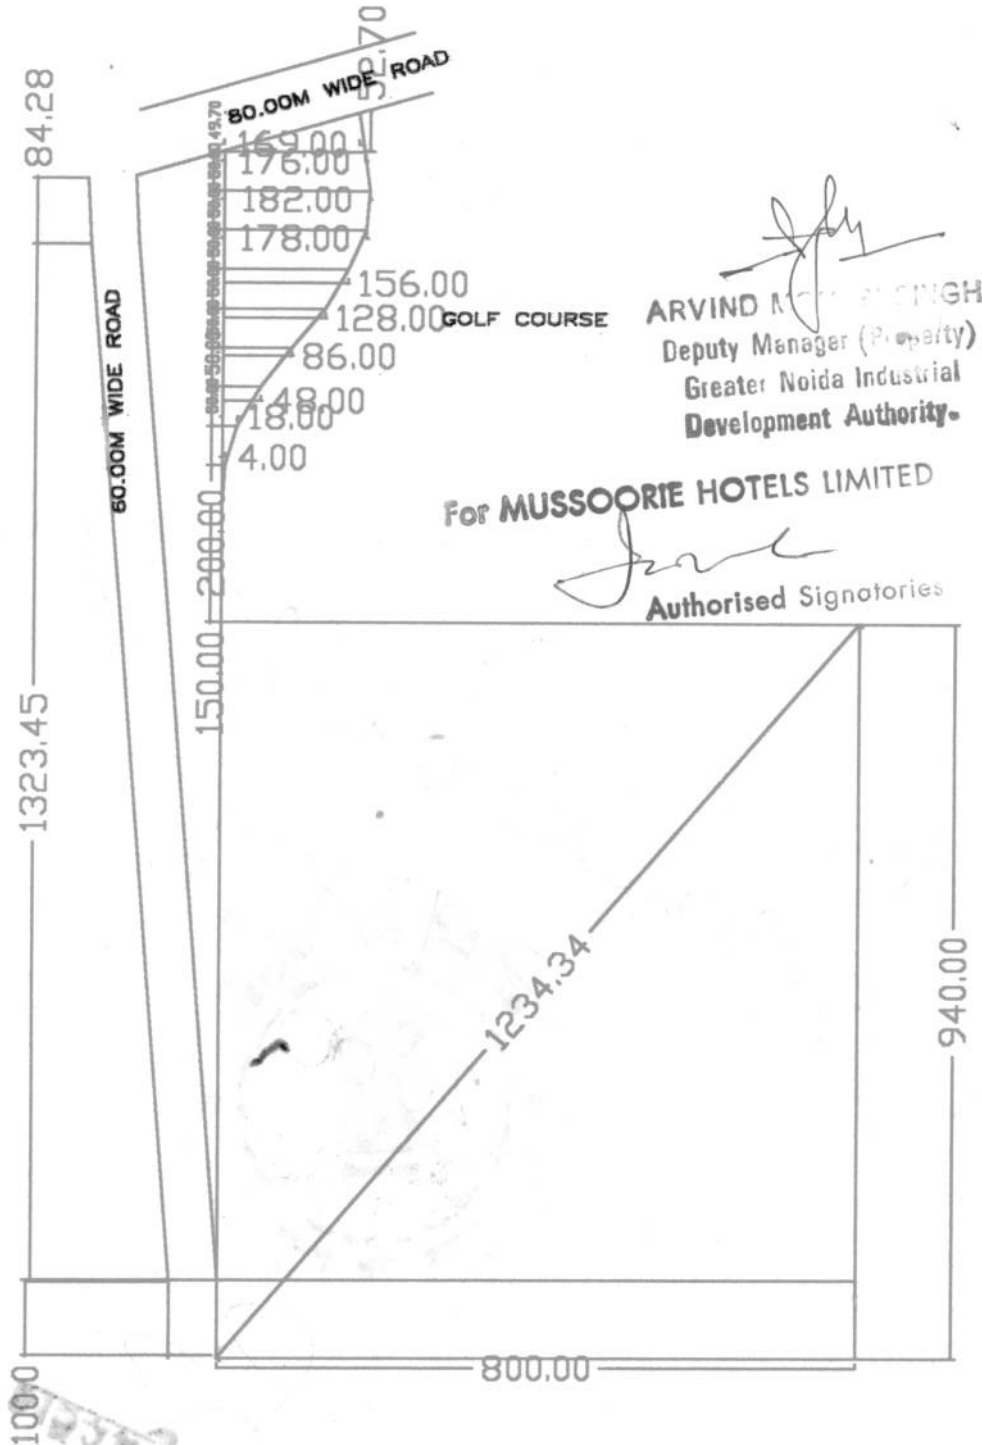 52.70
84.28
80.00M WIDE ROAD
49.70
169.00
176.00
182.00
178.00
156.00
128.00
GOLF COURSE
86.00
48.00
18.00
4.00
60.00M WIDE ROAD
ARVIND
Deputy Manager (Property)
Greater Noida Industrial
Development Authority.
For MUSSOORIE HOTELS LIMITED
Authorised Signatories
200.00
150.00
1323.45
1234.34
940.00
800.00
100.0